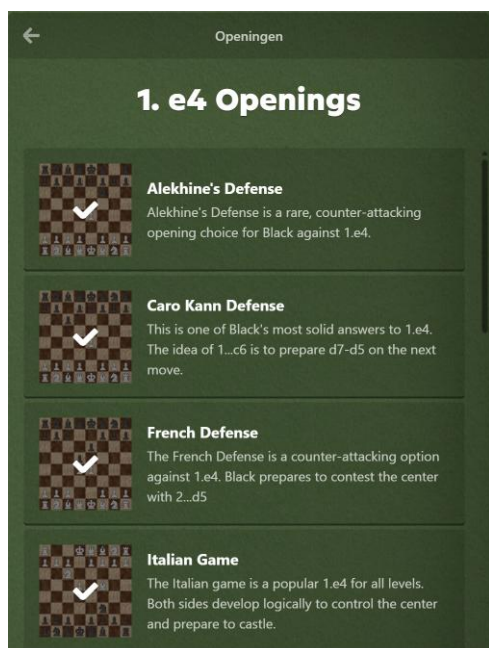 Openingen
1. e4 Openings
Alekhine's Defense
Alekhine's Defense is a rare, counter-attacking
opening choice for Black against 1.e4.
Caro Kann Defense
This is one of Black's most solid answers to 1.e4.
The idea of 1...c6 is to prepare d7-d5 on the next
move.
French Defense
The French Defense is a counter-attacking option
against 1.e4. Black prepares to contest the center
with 2...d5
Italian Game
The Italian game is a popular 1.e4 for all levels.
Both sides develop logically to control the center
and prepare to castle.